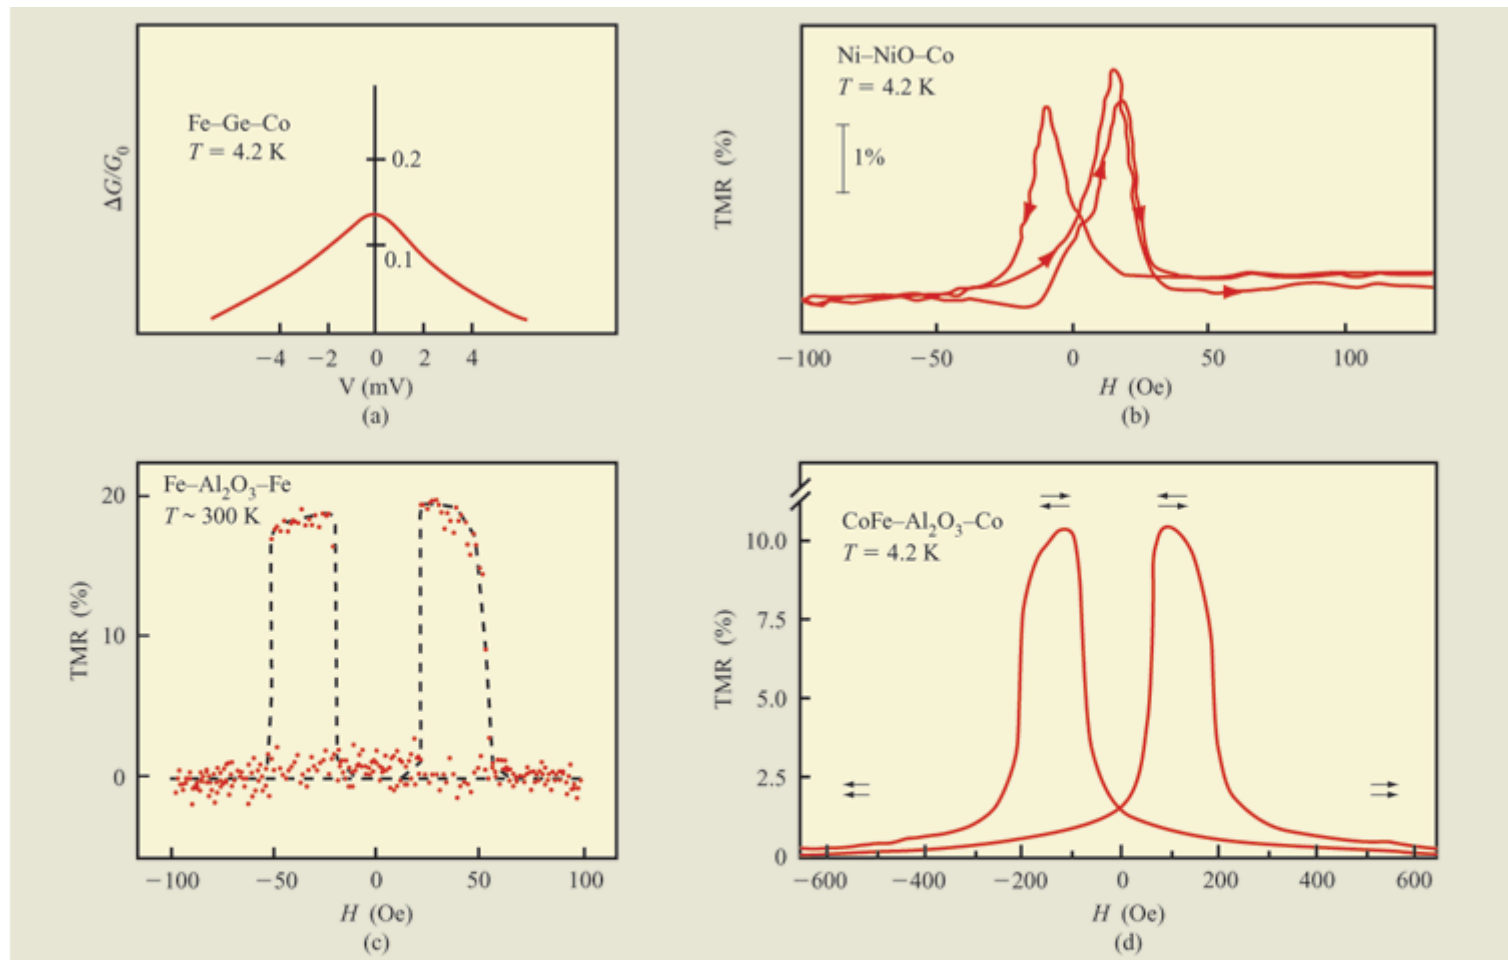 Fe–Ge–Co
T = 4.2 K
ΔG/G₀
0.2
0.1
−4 −2 0 2 4
V (mV)
(a)
Ni–NiO–Co
T = 4.2 K
1%
TMR (%)
−100 −50 0 50 100
H (Oe)
(b)
Fe–Al₂O₃–Fe
T ~ 300 K
20
10
0
TMR (%)
−100 −50 0 50 100
H (Oe)
(c)
CoFe–Al₂O₃–Co
T = 4.2 K
10.0
7.5
5.0
2.5
0
TMR (%)
−600 −400 −200 0 200 400 600
H (Oe)
(d)